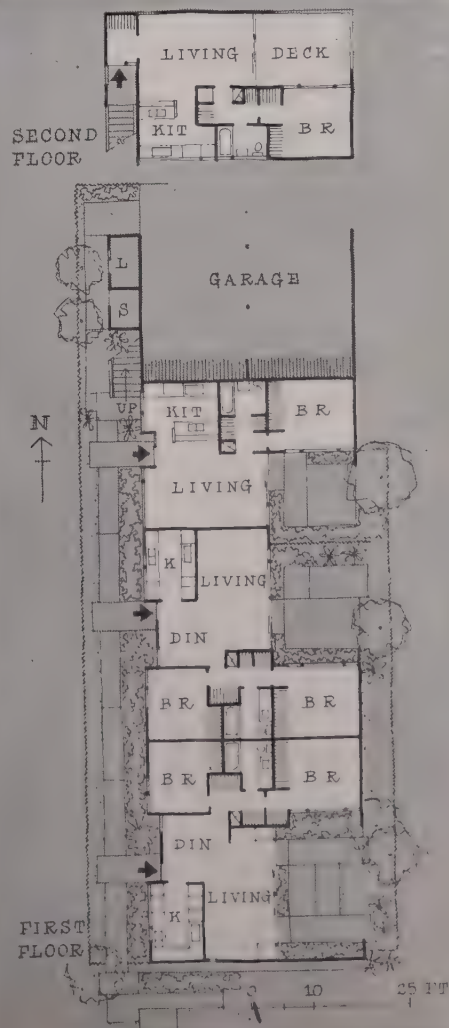 LIVING DECK
KIT BR
SECOND
FLOOR
L
GARAGE
S
UP
KIT BR
N
LIVING
K
LIVING
DIN
BR BR
BR BR
DIN
LIVING
K
FIRST
FLOOR
0 10 25 FT